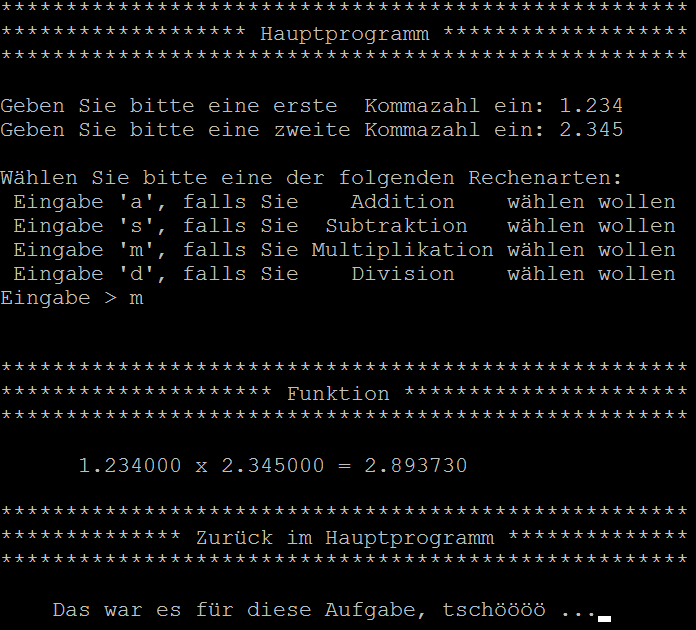 *****************************************************
******************* Hauptprogramm *******************
*****************************************************
Geben Sie bitte eine erste  Kommazahl ein: 1.234
Geben Sie bitte eine zweite Kommazahl ein: 2.345
Wählen Sie bitte eine der folgenden Rechenarten:
 Eingabe 'a', falls Sie    Addition    wählen wollen
 Eingabe 's', falls Sie  Subtraktion   wählen wollen
 Eingabe 'm', falls Sie Multiplikation wählen wollen
 Eingabe 'd', falls Sie    Division    wählen wollen
Eingabe > m
*****************************************************
********************* Funktion **********************
*****************************************************
      1.234000 x 2.345000 = 2.893730
*****************************************************
************** Zurück im Hauptprogramm **************
*****************************************************
    Das war es für diese Aufgabe, tschöööö ...